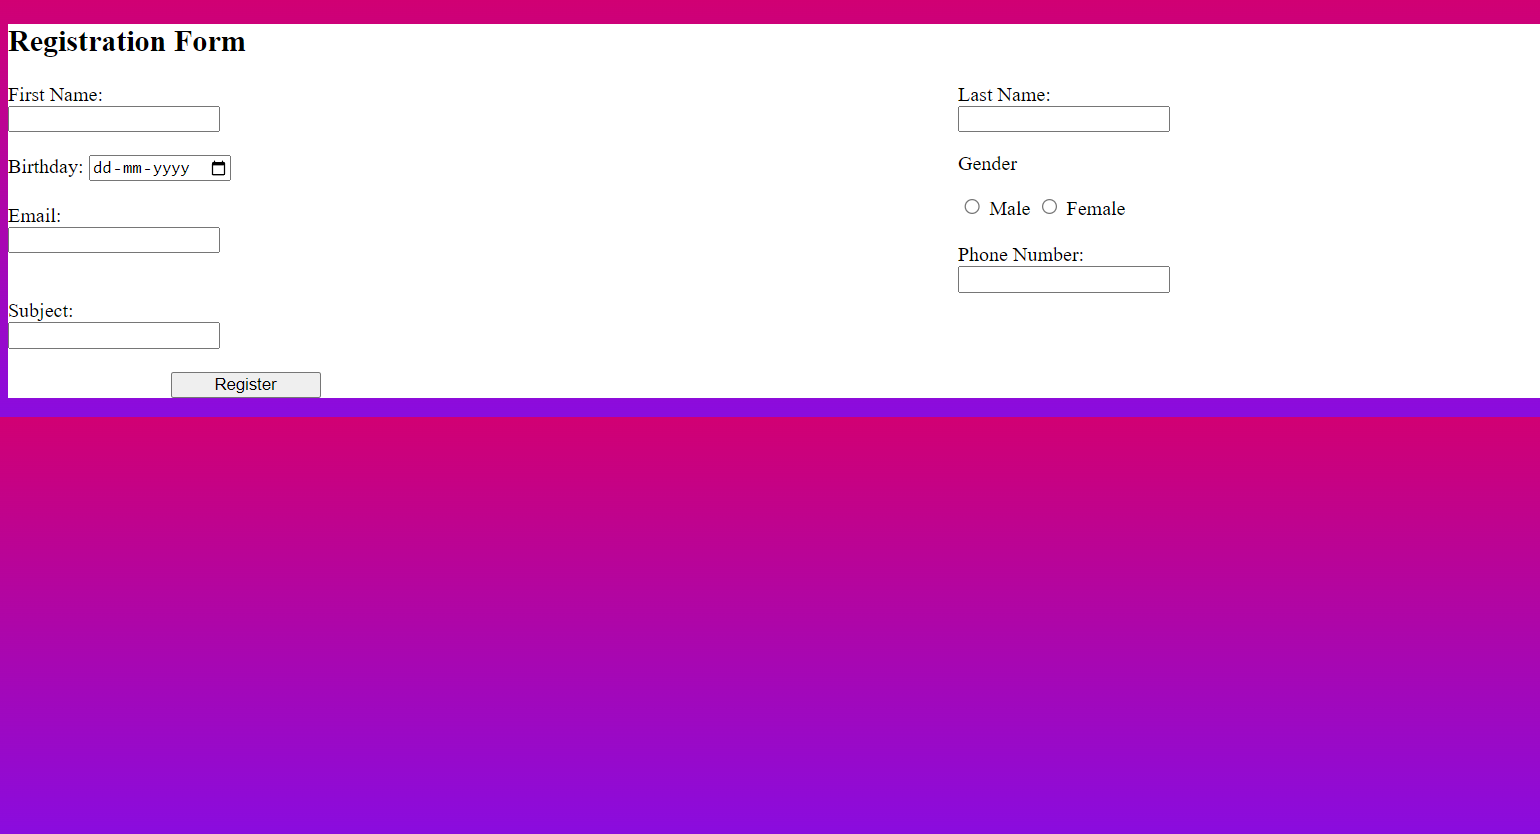 Registration Form
First Name:
Last Name:
Birthday: dd-mm-yyyy
Gender
Male Female
Email:
Phone Number:
Subject:
Register